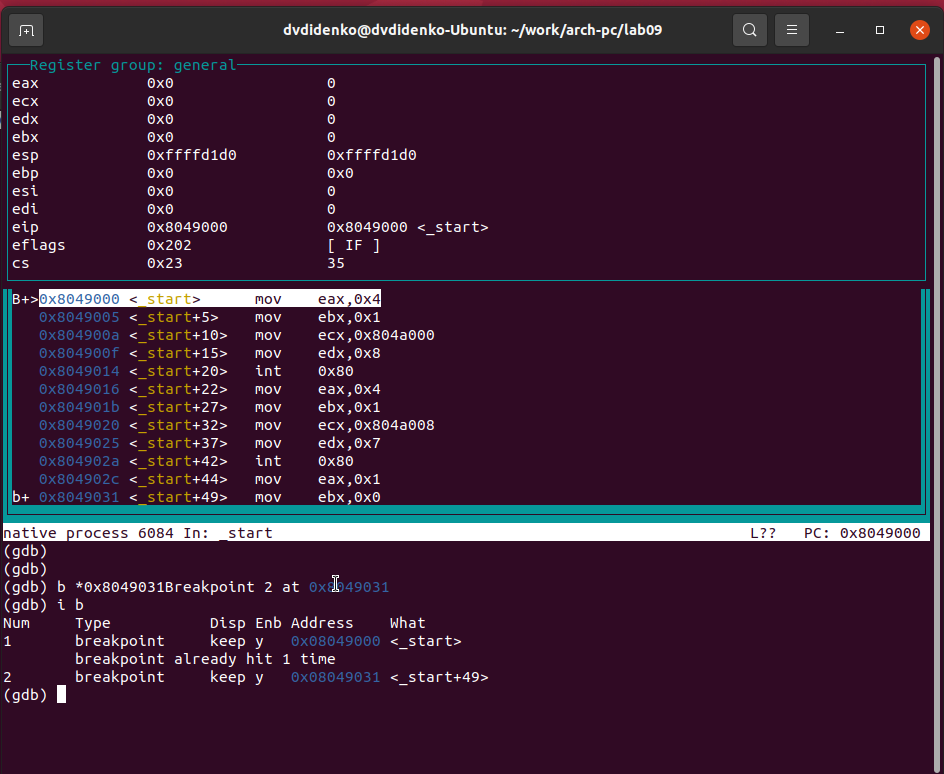 dvdidenko@dvdidenko-Ubuntu: ~/work/arch-pc/lab09
Register group: general
eax 0x0 0
ecx 0x0 0
edx 0x0 0
ebx 0x0 0
esp 0xffffd1d0 0xffffd1d0
ebp 0x0 0x0
esi 0x0 0
edi 0x0 0
eip 0x8049000 0x8049000 <_start>
eflags 0x202 [ IF ]
cs 0x23 35
B+>0x8049000 <_start> mov eax,0x4
0x8049005 <_start+5> mov ebx,0x1
0x804900a <_start+10> mov ecx,0x804a000
0x804900f <_start+15> mov edx,0x8
0x8049014 <_start+20> int 0x80
0x8049016 <_start+22> mov eax,0x4
0x804901b <_start+27> mov ebx,0x1
0x8049020 <_start+32> mov ecx,0x804a008
0x8049025 <_start+37> mov edx,0x7
0x804902a <_start+42> int 0x80
0x804902c <_start+44> mov eax,0x1
b+ 0x8049031 <_start+49> mov ebx,0x0
native process 6084 In: _start L?? PC: 0x8049000
(gdb)
(gdb)
(gdb) b *0x8049031Breakpoint 2 at 0x8049031
(gdb) i b
Num Type Disp Enb Address What
1 breakpoint keep y 0x08049000 <_start>
breakpoint already hit 1 time
2 breakpoint keep y 0x08049031 <_start+49>
(gdb)